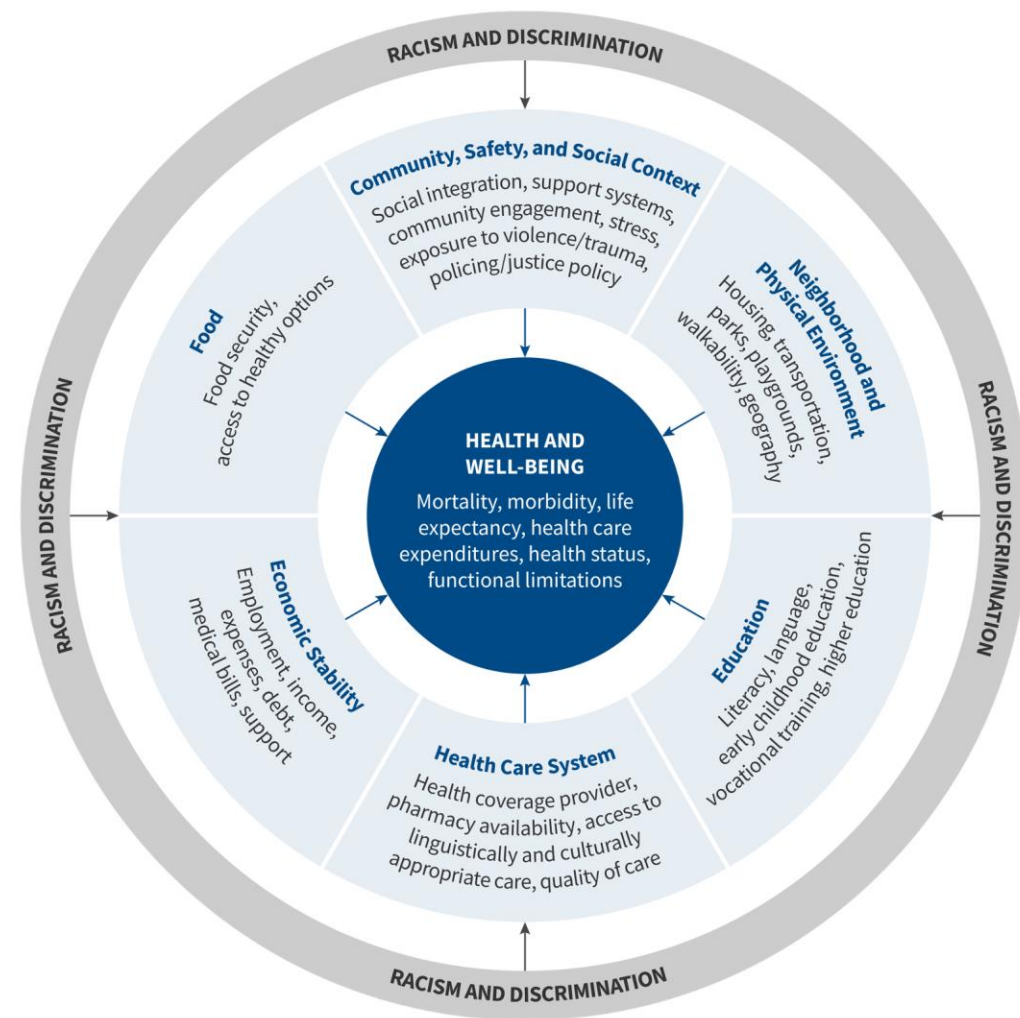 RACISM AND DISCRIMINATION
Community, Safety, and Social Context
Social integration, support systems,
community engagement, stress,
exposure to violence/trauma,
policing/justice policy
Neighborhood and
Physical Environment
Housing, transportation,
parks, playgrounds,
walkability, geography
RACISM AND DISCRIMINATION
Education
Literacy, language,
early childhood education,
vocational training, higher education
Health Care System
Health coverage provider,
pharmacy availability, access to
linguistically and culturally
appropriate care, quality of care
RACISM AND DISCRIMINATION
Economic Stability
Employment, income,
expenses, debt,
medical bills, support
RACISM AND DISCRIMINATION
Food
Food security,
access to healthy options
HEALTH AND
WELL-BEING
Mortality, morbidity, life
expectancy, health care
expenditures, health status,
functional limitations